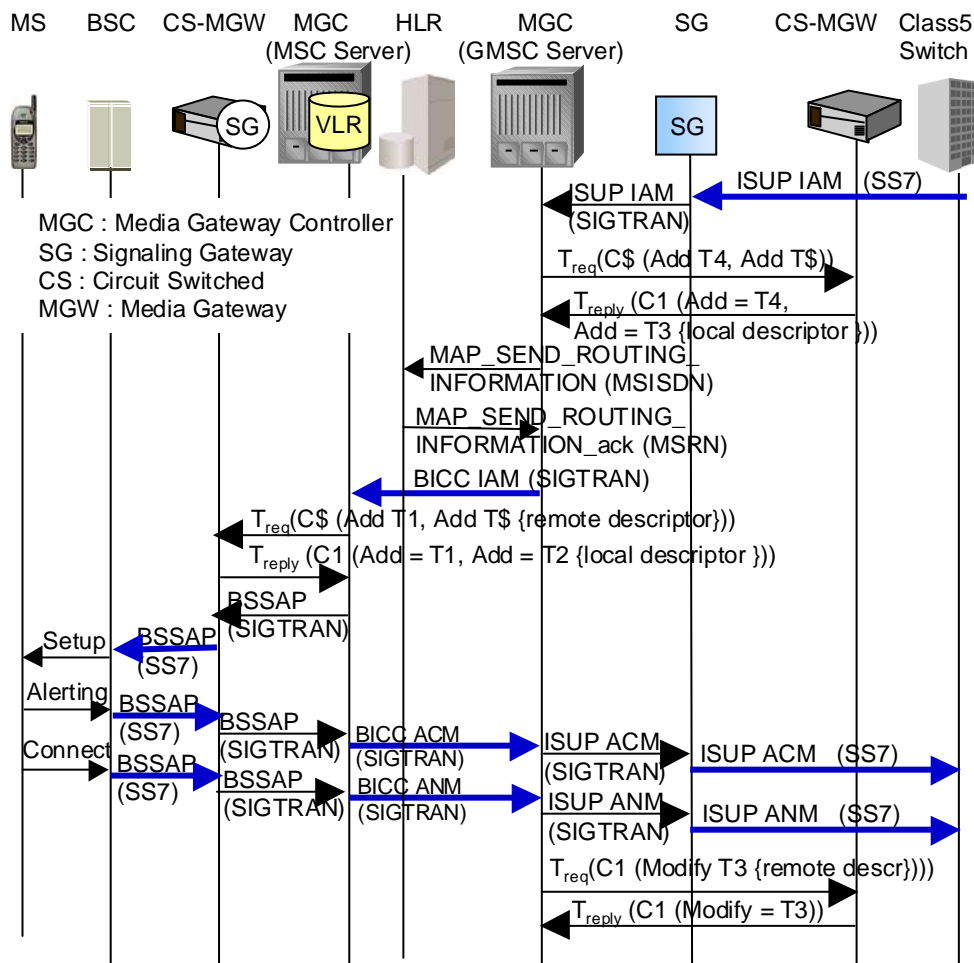 MS BSC CS-MGW MGC HLR MGC SG CS-MGW Class5
(MSC Server) (GMSC Server) Switch
SG VLR SG
ISUP IAM (SS7)
ISUP IAM
(SIGTRAN)
MGC : Media Gateway Controller
SG : Signaling Gateway
CS : Circuit Switched
MGW : Media Gateway
Treq(C$ (Add T4, Add T$))
Treply (C1 (Add = T4,
Add = T3 {local descriptor }))
MAP_SEND_ROUTING_
INFORMATION (MSISDN)
MAP_SEND_ROUTING_
INFORMATION_ack (MSRN)
BICC IAM (SIGTRAN)
Treq(C$ (Add T1, Add T$ {remote descriptor}))
Treply (C1 (Add = T1, Add = T2 {local descriptor }))
BSSAP
(SIGTRAN)
Setup
BSSAP
(SS7)
Alerting
BSSAP
(SS7)
BSSAP
(SIGTRAN)
BICC ACM
(SIGTRAN)
ISUP ACM
(SIGTRAN)
ISUP ACM (SS7)
Connect
BSSAP
(SS7)
BSSAP
(SIGTRAN)
BICC ANM
(SIGTRAN)
ISUP ANM
(SIGTRAN)
ISUP ANM (SS7)
Treq(C1 (Modify T3 {remote descr})))
Treply (C1 (Modify = T3))